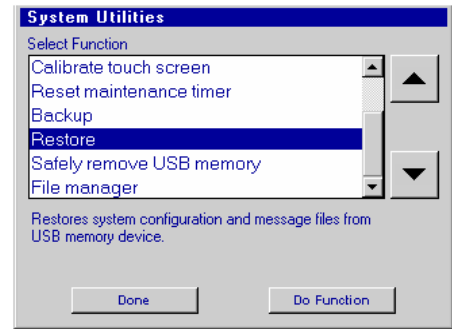 System Utilities
Select Function
Calibrate touch screen
Reset maintenance timer
Backup
Restore
Safely remove USB memory
File manager
Restores system configuration and message files from
USB memory device.
Done
Do Function